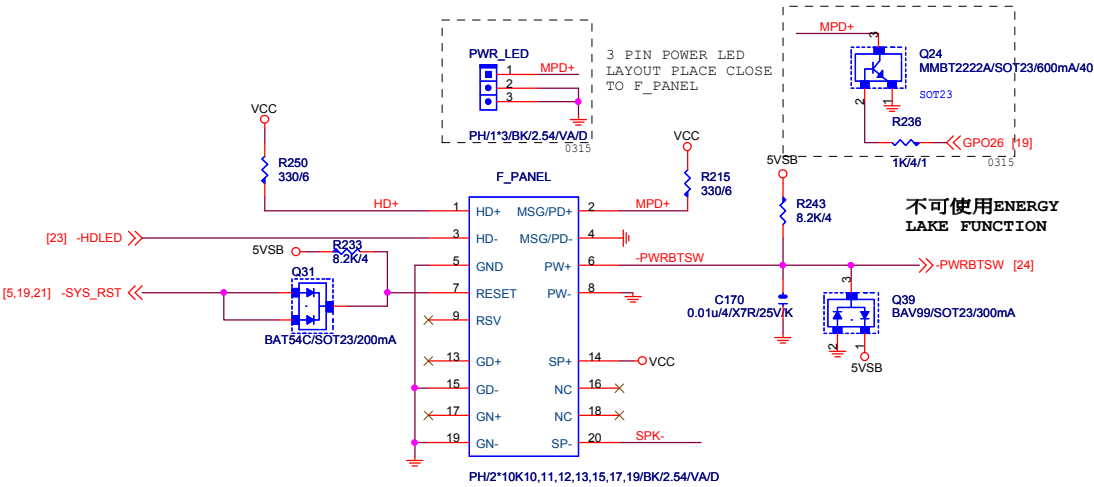 MPD+
3
Q24
MMBT2222A/SOT23/600mA/40
SOT23
2
1
R236
GPO26 [19]
1K/4/1
0315
PWR_LED
1
MPD+
2
3
3 PIN POWER LED
LAYOUT PLACE CLOSE
TO F_PANEL
PH/1*3/BK/2.54/VA/D
0315
VCC
R250
330/6
VCC
R215
330/6
5VSB
R243
8.2K/4
不可使用ENERGY
LAKE FUNCTION
F_PANEL
HD+
1
HD+
MSG/PD+
2
MPD+
[23] -HDLED
3
HD-
MSG/PD-
4
5VSB
R233
8.2K/4
5
GND
PW+
6
-PWRBTSW
-PWRBTSW [24]
Q31
[5,19,21] -SYS_RST
7
RESET
PW-
8
BAT54C/SOT23/200mA
9
RSV
C170
0.01u/4/X7R/25V/K
3
Q39
BAV99/SOT23/300mA
2
1
5VSB
13
GD+
SP+
14
VCC
15
GD-
NC
16
17
GN+
NC
18
19
GN-
SP-
20
SPK-
PH/2*10K10,11,12,13,15,17,19/BK/2.54/VA/D